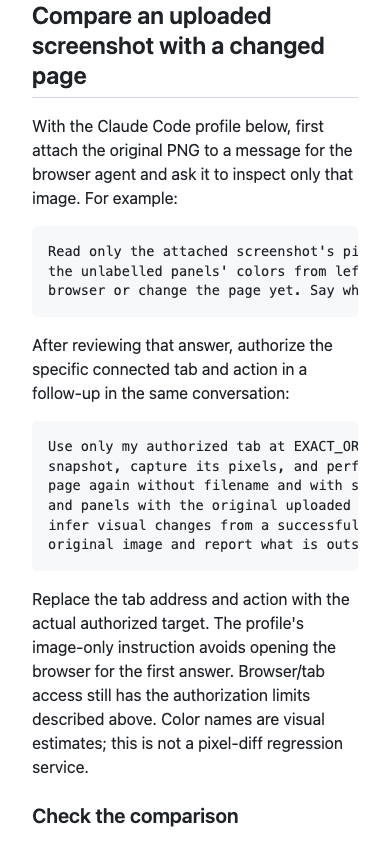 Compare an uploaded
screenshot with a changed
page
With the Claude Code profile below, first
attach the original PNG to a message for the
browser agent and ask it to inspect only that
image. For example:
Read only the attached screenshot's pi
the unlabelled panels' colors from lef
browser or change the page yet. Say wh
After reviewing that answer, authorize the
specific connected tab and action in a
follow-up in the same conversation:
Use only my authorized tab at EXACT_OR
snapshot, capture its pixels, and perf
page again without filename and with s
and panels with the original uploaded
infer visual changes from a successful
original image and report what is outs
Replace the tab address and action with the
actual authorized target. The profile's
image-only instruction avoids opening the
browser for the first answer. Browser/tab
access still has the authorization limits
described above. Color names are visual
estimates; this is not a pixel-diff regression
service.
Check the comparison